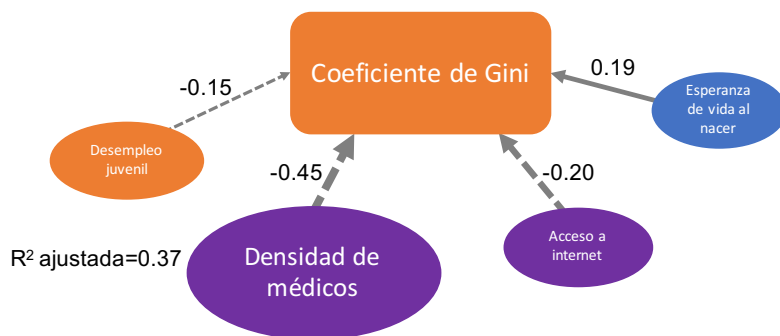 Coeficiente de Gini
-0.15
0.19
Esperanza
de vida al
nacer
Desempleo
juvenil
-0.45
-0.20
R² ajustada=0.37
Densidad de
médicos
Acceso a
internet